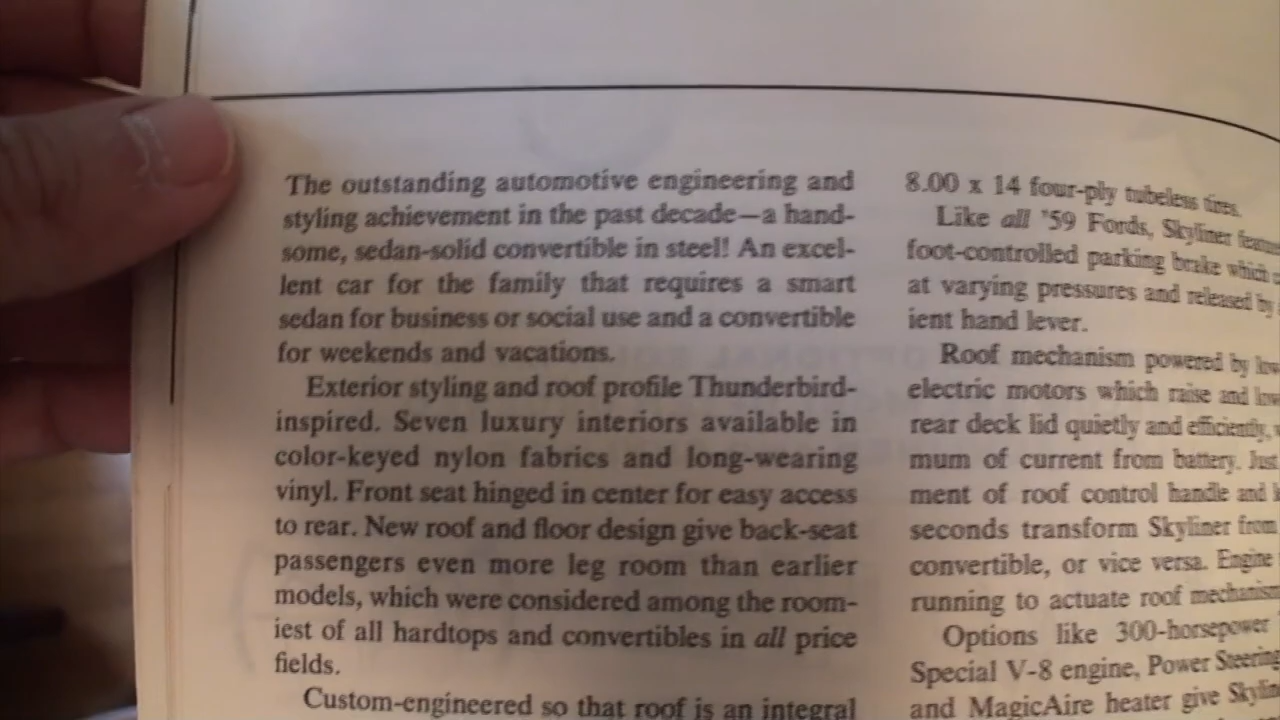 The outstanding automotive engineering and
styling achievement in the past decade—a hand-
some, sedan-solid convertible in steel! An excel-
lent car for the family that requires a smart
sedan for business or social use and a convertible
for weekends and vacations.
Exterior styling and roof profile Thunderbird-
inspired. Seven luxury interiors available in
color-keyed nylon fabrics and long-wearing
vinyl. Front seat hinged in center for easy access
to rear. New roof and floor design give back-seat
passengers even more leg room than earlier
models, which were considered among the room-
iest of all hardtops and convertibles in all price
fields.
Custom-engineered so that roof is an integral
8.00 x 14 four-ply tubeless tires.
Like all '59 Fords, Skyliner
foot-controlled parking brake which
at varying pressures and released by
ient hand lever.
Roof mechanism powered by
electric motors which raise and
rear deck lid quietly and efficiently,
mum of current from battery. Just
ment of roof control handle and
seconds transform Skyliner from
convertible, or vice versa. Engine
running to actuate roof mechanism
Options like 300-horsepower
Special V-8 engine, Power Steering
and MagicAire heater give